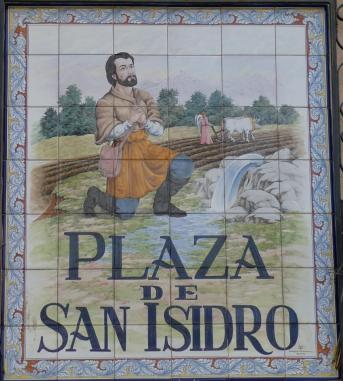 PLAZA
DE
SAN ISIDRO